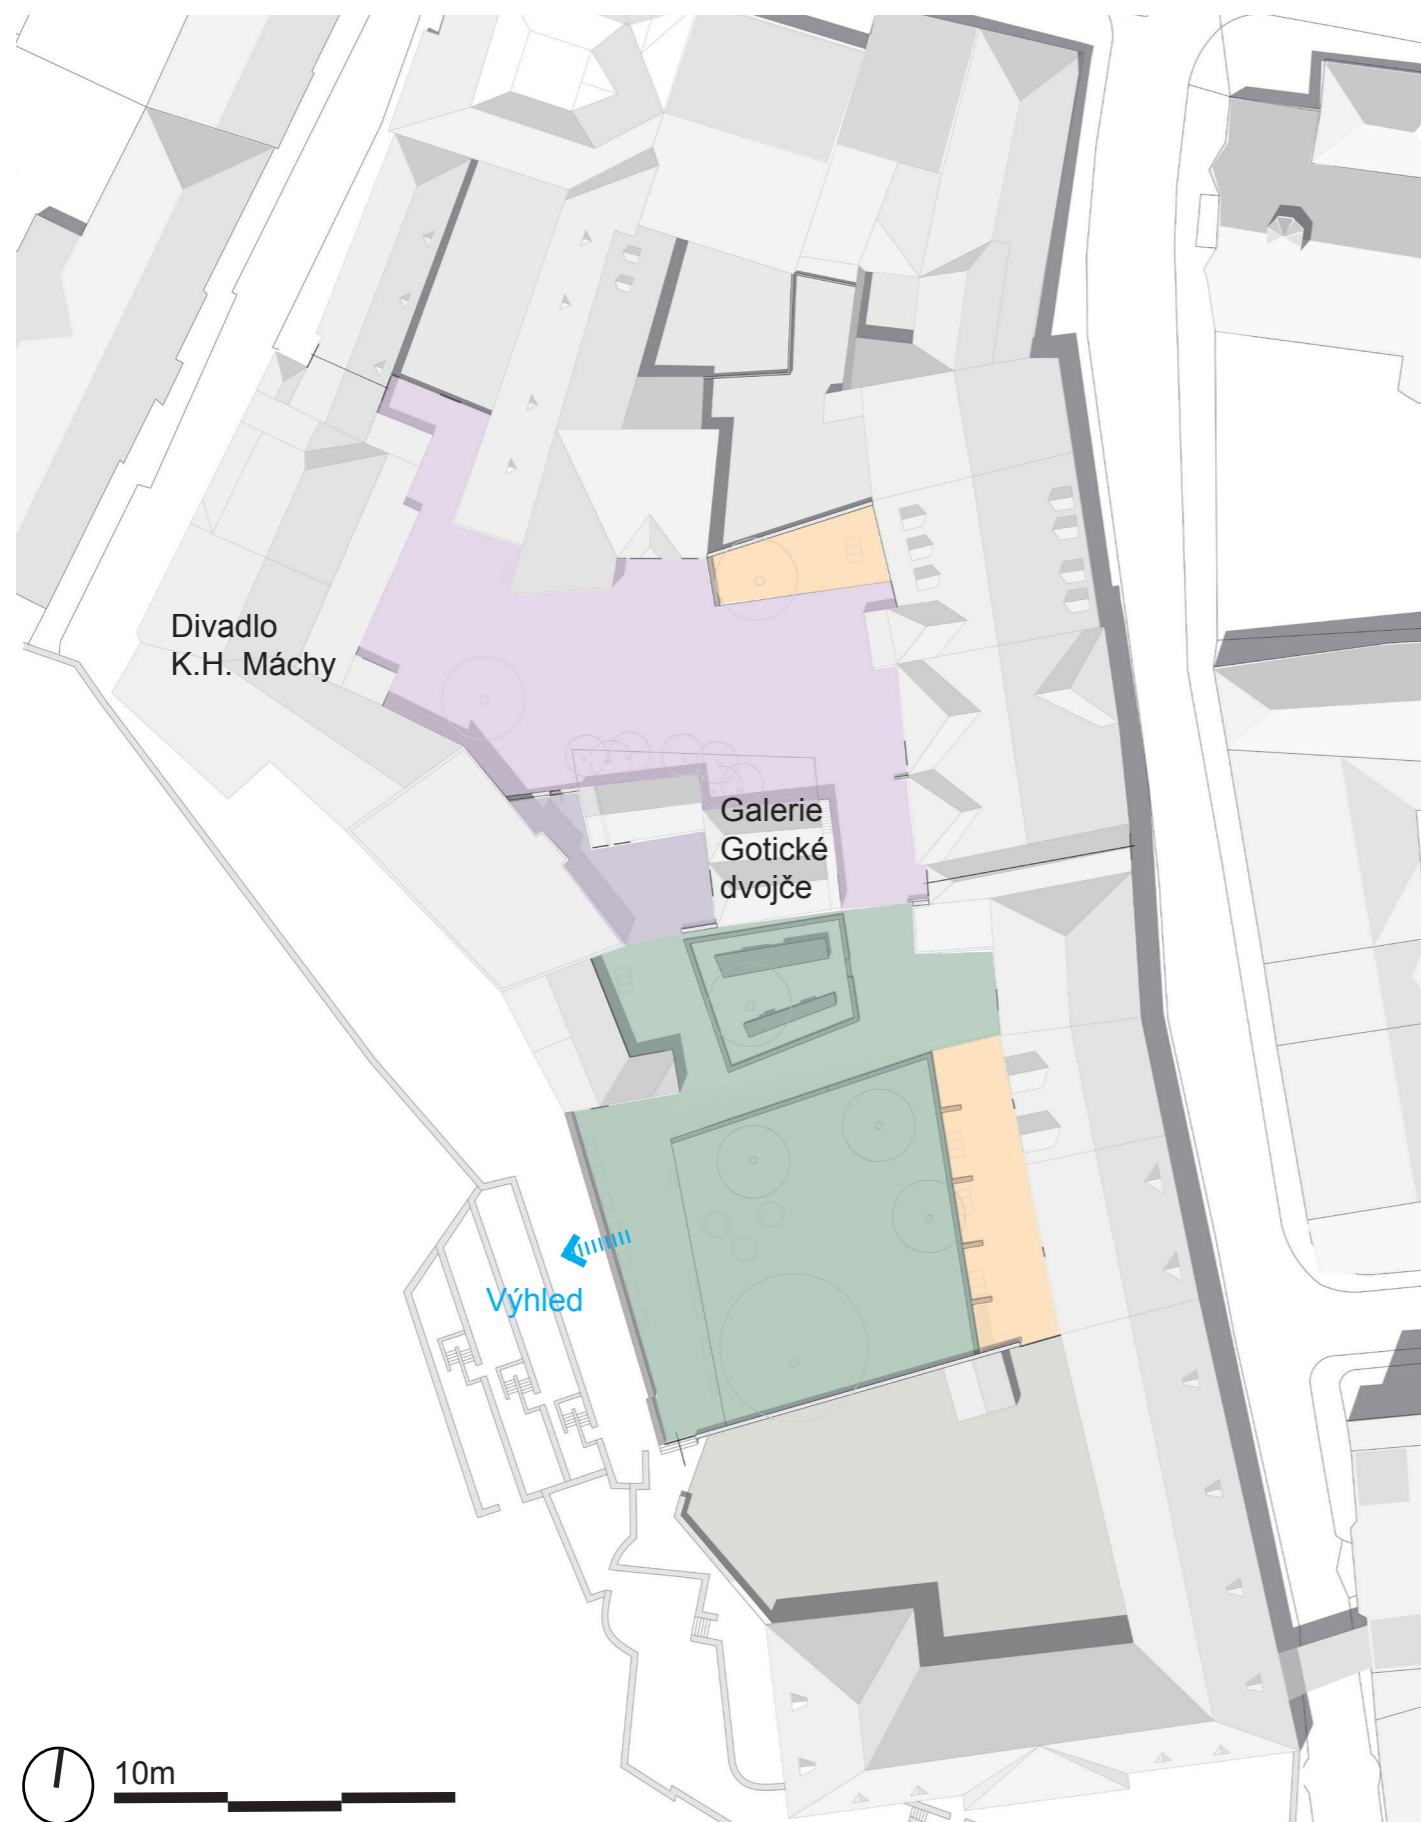 Divadlo
K.H. Máchy
Galerie
Gotické
dvojče
Výhled
10m